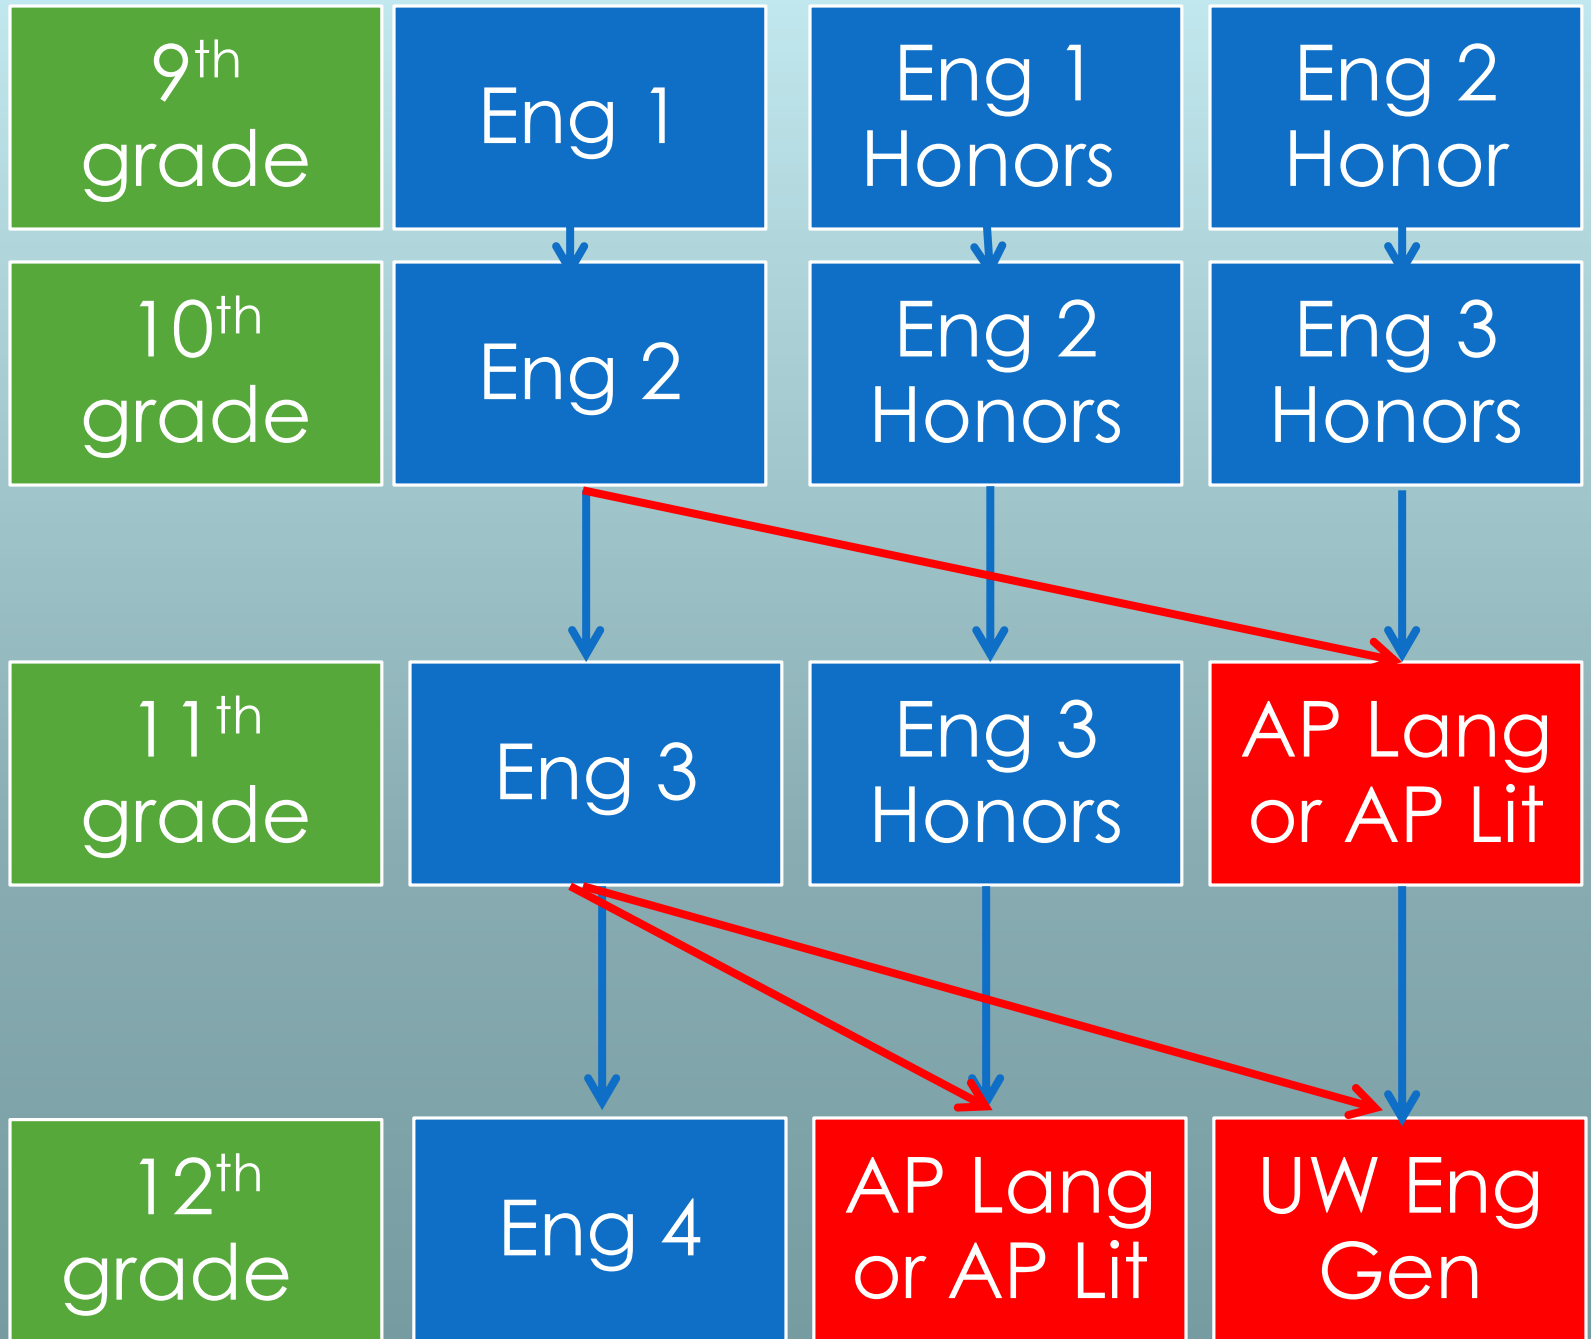 9th
grade
Eng 1
Eng 1
Honors
Eng 2
Honor
10th
grade
Eng 2
Eng 2
Honors
Eng 3
Honors
11th
grade
Eng 3
Eng 3
Honors
AP Lang
or AP Lit
12th
grade
Eng 4
AP Lang
or AP Lit
UW Eng
Gen